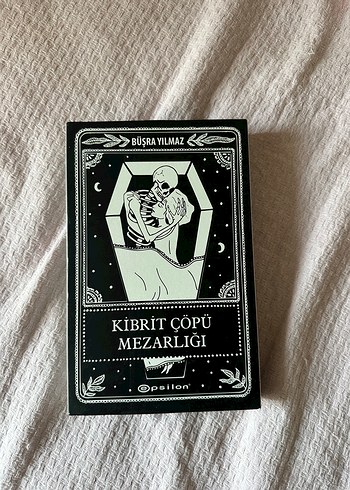 BÜŞRA YILMAZ
KİBRİT ÇÖPÜ
MEZARLIĞI
epsilon